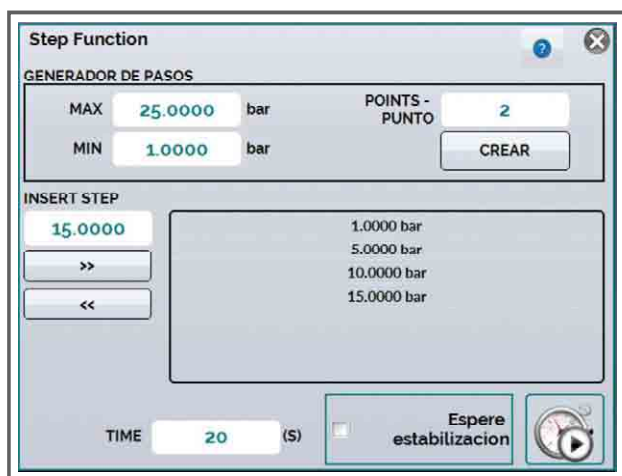 Step Function
?
GENERADOR DE PASOS
MAX 25.0000 bar
POINTS -
PUNTO 2
MIN 1.0000 bar
CREAR
INSERT STEP
15.0000
>>
<<
1.0000 bar
5.0000 bar
10.0000 bar
15.0000 bar
TIME 20 (S)
Espere
estabilizacion